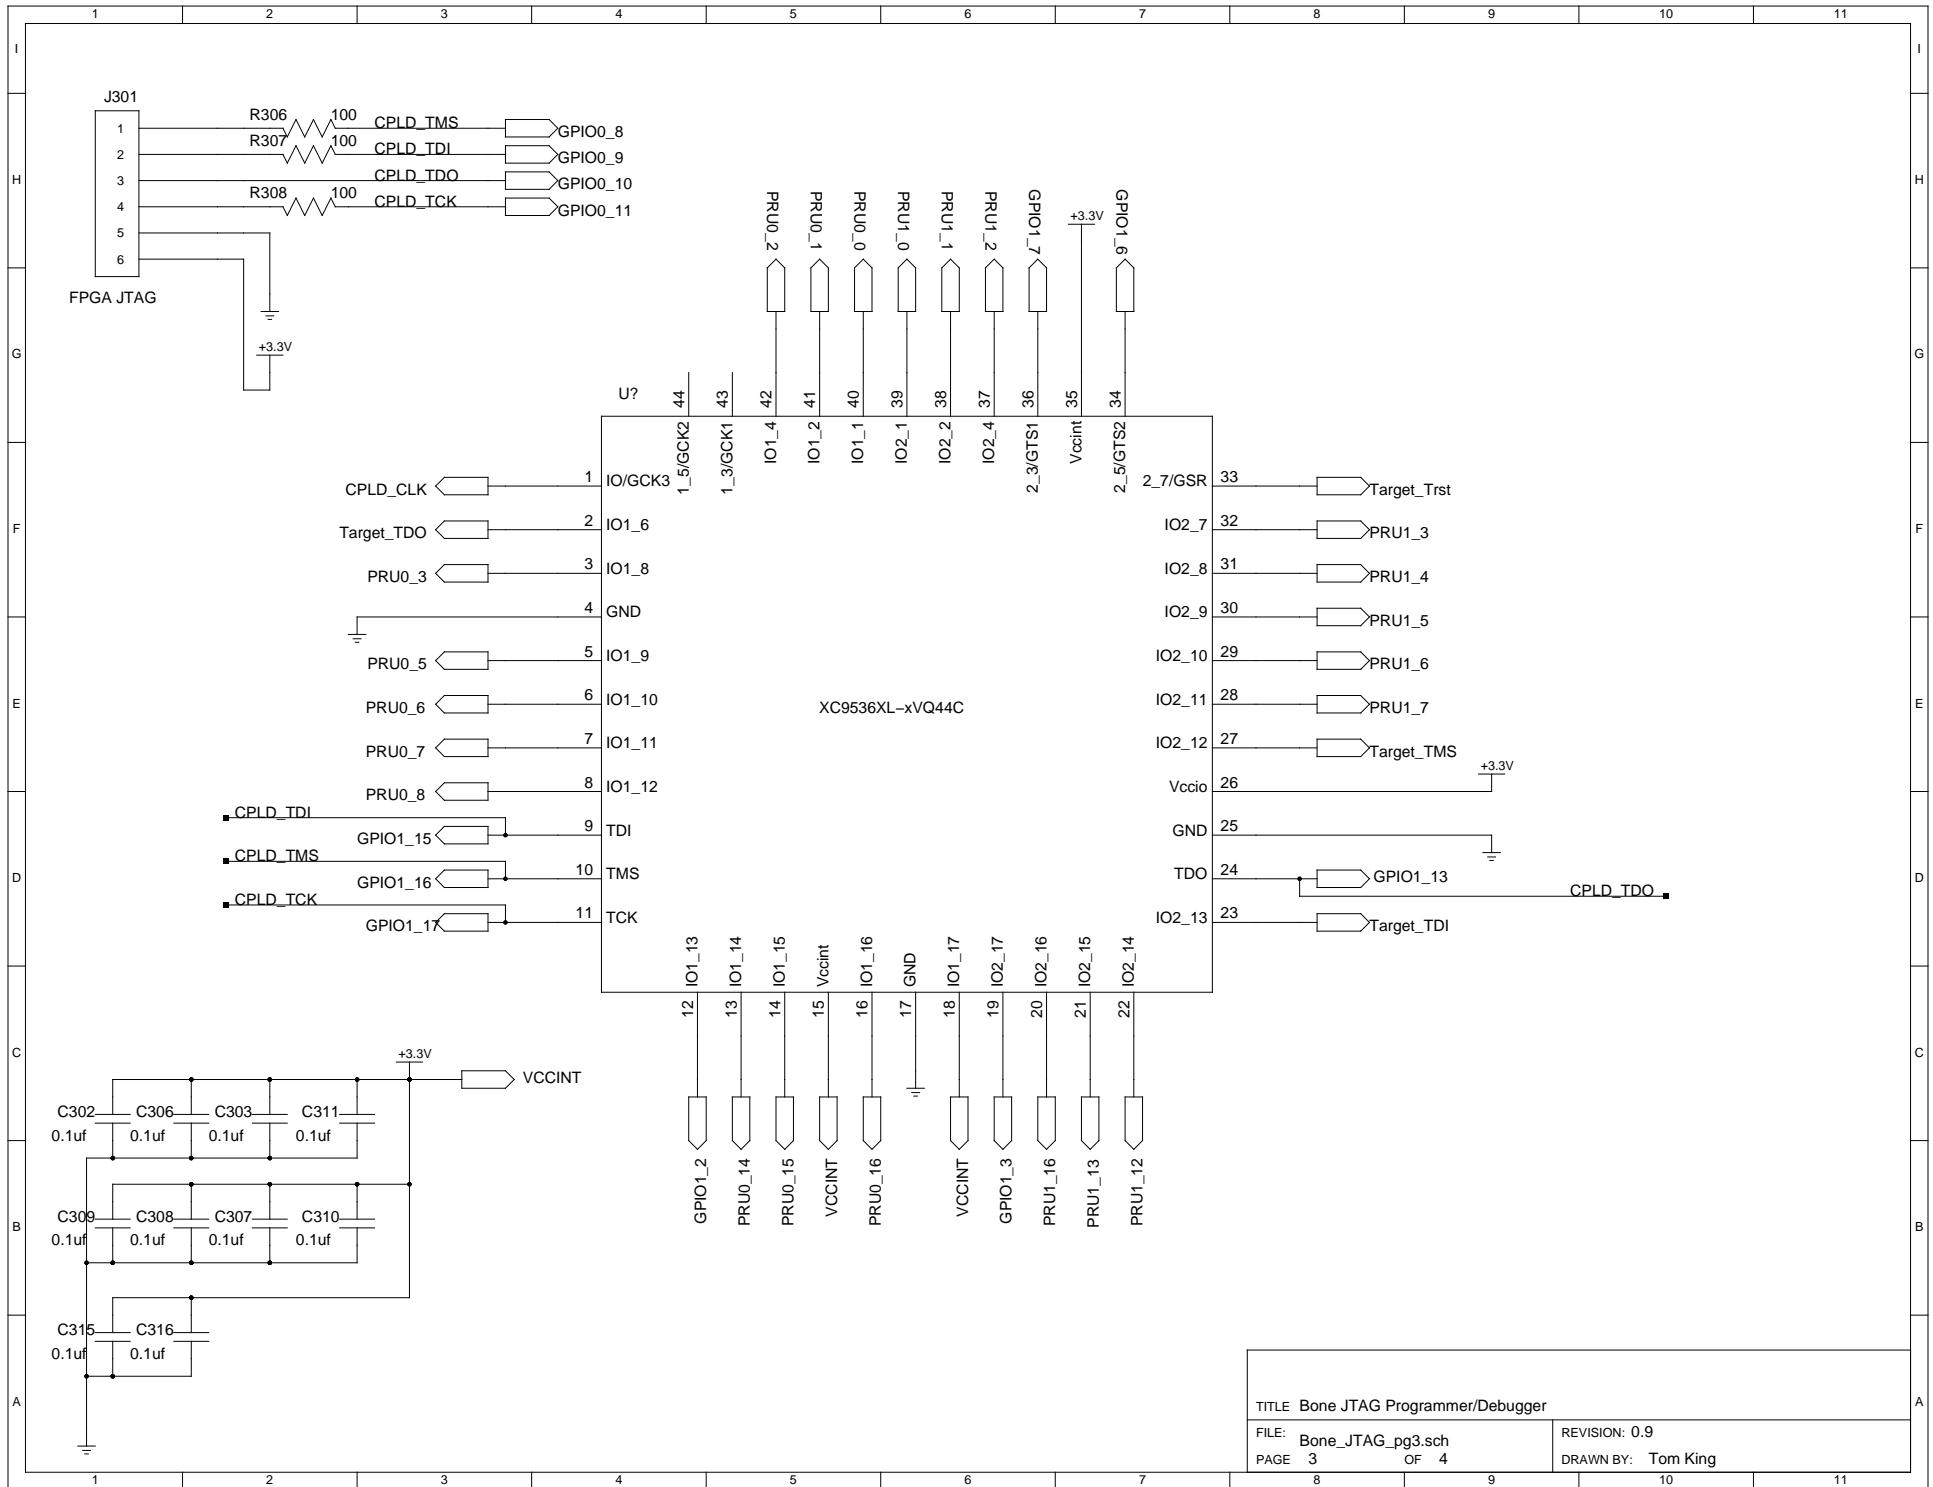 1 2 3 4 5 6 7 8 9 10 11
I I
J301
1 R306 100 CPLD_TMS GPIO0_8
2 R307 100 CPLD_TDI GPIO0_9
3 CPLD_TDO GPIO0_10
4 R308 100 CPLD_TCK GPIO0_11
5
6
FPGA JTAG
+3.3V
H H
G G
PRU0_2 PRU0_1 PRU0_0 PRU1_0 PRU1_1 PRU1_2 GPIO1_7 +3.3V GPIO1_6
U? 44 43 42 41 40 39 38 37 36 35 34
1_5/GCK2 1_3/GCK1 IO1_4 IO1_2 IO1_1 IO2_1 IO2_2 IO2_4 2_3/GTS1 Vccint 2_5/GTS2
CPLD_CLK 1 IO/GCK3 2_7/GSR 33 Target_Trst
F Target_TDO 2 IO1_6 IO2_7 32 PRU1_3 F
PRU0_3 3 IO1_8 IO2_8 31 PRU1_4
4 GND IO2_9 30 PRU1_5
PRU0_5 5 IO1_9 IO2_10 29 PRU1_6
E PRU0_6 6 IO1_10 XC9536XL–xVQ44C IO2_11 28 PRU1_7 E
PRU0_7 7 IO1_11 IO2_12 27 Target_TMS
PRU0_8 8 IO1_12 Vccio 26 +3.3V
CPLD_TDI
GPIO1_15 9 TDI GND 25
CPLD_TMS
D GPIO1_16 10 TMS TDO 24 GPIO1_13 CPLD_TDO D
CPLD_TCK
GPIO1_17 11 TCK IO2_13 23 Target_TDI
IO1_13 IO1_14 IO1_15 Vccint IO1_16 GND IO1_17 IO2_17 IO2_16 IO2_15 IO2_14
12 13 14 15 16 17 18 19 20 21 22
GPIO1_2 PRU0_14 PRU0_15 VCCINT PRU0_16 VCCINT GPIO1_3 PRU1_16 PRU1_13 PRU1_12
C C
+3.3V
VCCINT
C302 C306 C303 C311
0.1uf 0.1uf 0.1uf 0.1uf
B B
C309 C308 C307 C310
0.1uf 0.1uf 0.1uf 0.1uf
C315 C316
0.1uf 0.1uf
A A
TITLE Bone JTAG Programmer/Debugger
FILE: Bone_JTAG_pg3.sch REVISION: 0.9
PAGE 3 OF 4 DRAWN BY: Tom King
1 2 3 4 5 6 7 8 9 10 11